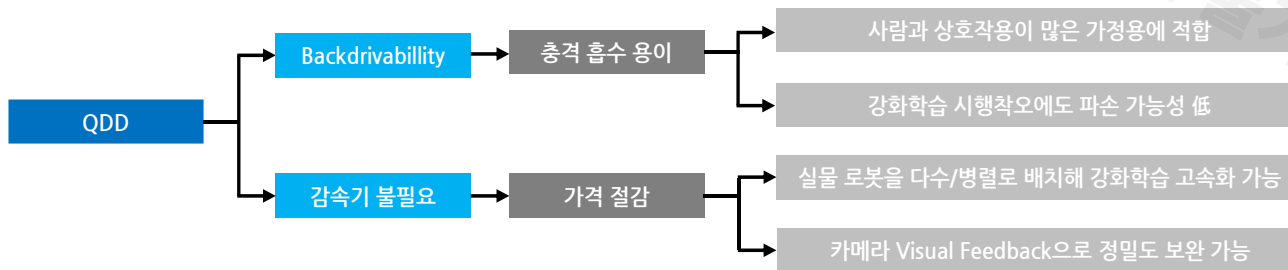 QDD
Backdrivabillity
충격 흡수 용이
사람과 상호작용이 많은 가정용에 적합
강화학습 시행착오에도 파손 가능성 低
감속기 불필요
가격 절감
실물 로봇을 다수/병렬로 배치해 강화학습 고속화 가능
카메라 Visual Feedback으로 정밀도 보완 가능